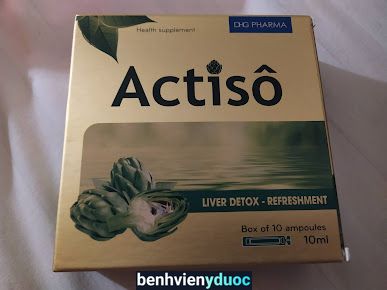 Health supplement
DHG PHARMA
Actisô
LIVER DETOX - REFRESHMENT
Box of 10 ampoules
10ml
benhvienyduoc